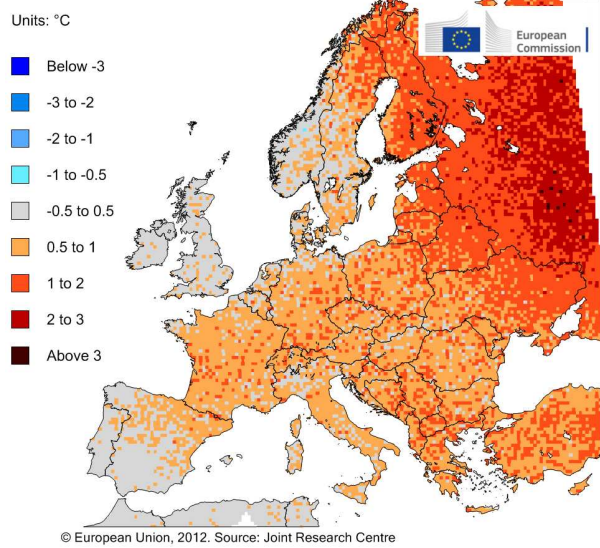 Units: °C
European
Commission
Below -3
-3 to -2
-2 to -1
-1 to -0.5
-0.5 to 0.5
0.5 to 1
1 to 2
2 to 3
Above 3
© European Union, 2012. Source: Joint Research Centre